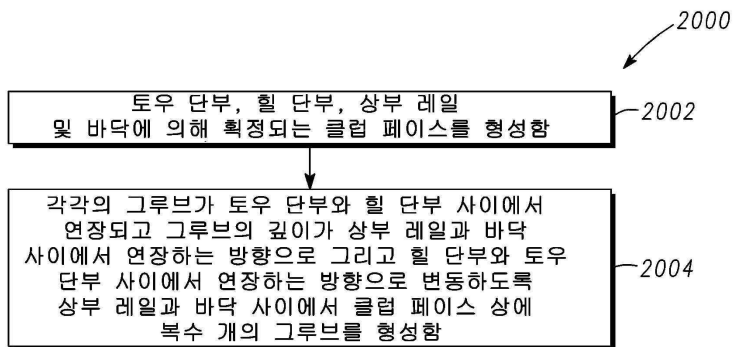 2000
토우 단부, 힐 단부, 상부 레일
및 바닥에 의해 획정되는 클럽 페이스를 형성함
2002
각각의 그루브가 토우 단부와 힐 단부 사이에서
연장되고 그루브의 깊이가 상부 레일과 바닥
사이에서 연장하는 방향으로 그리고 힐 단부와 토우
단부 사이에서 연장하는 방향으로 변동하도록
상부 레일과 바닥 사이에서 클럽 페이스 상에
복수 개의 그루브를 형성함
2004